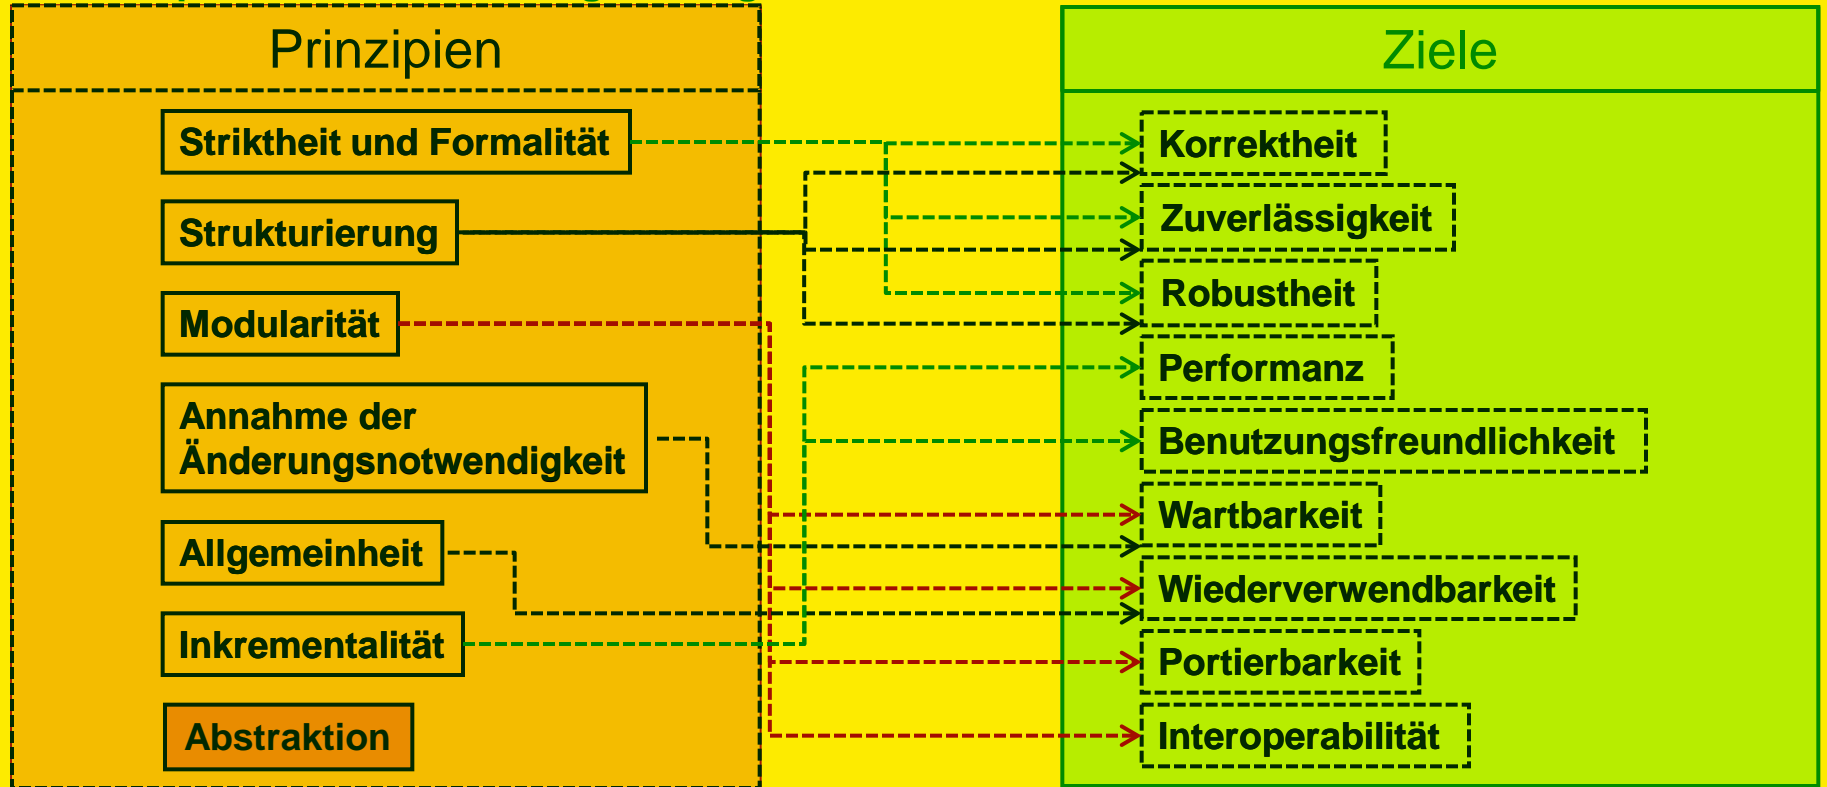 Prinzipien
Striktheit und Formalität
Strukturierung
Modularität
Annahme der
Änderungsnotwendigkeit
Allgemeinheit
Inkrementalität
Abstraktion
Ziele
Korrektheit
Zuverlässigkeit
Robustheit
Performanz
Benutzungsfreundlichkeit
Wartbarkeit
Wiederverwendbarkeit
Portierbarkeit
Interoperabilität